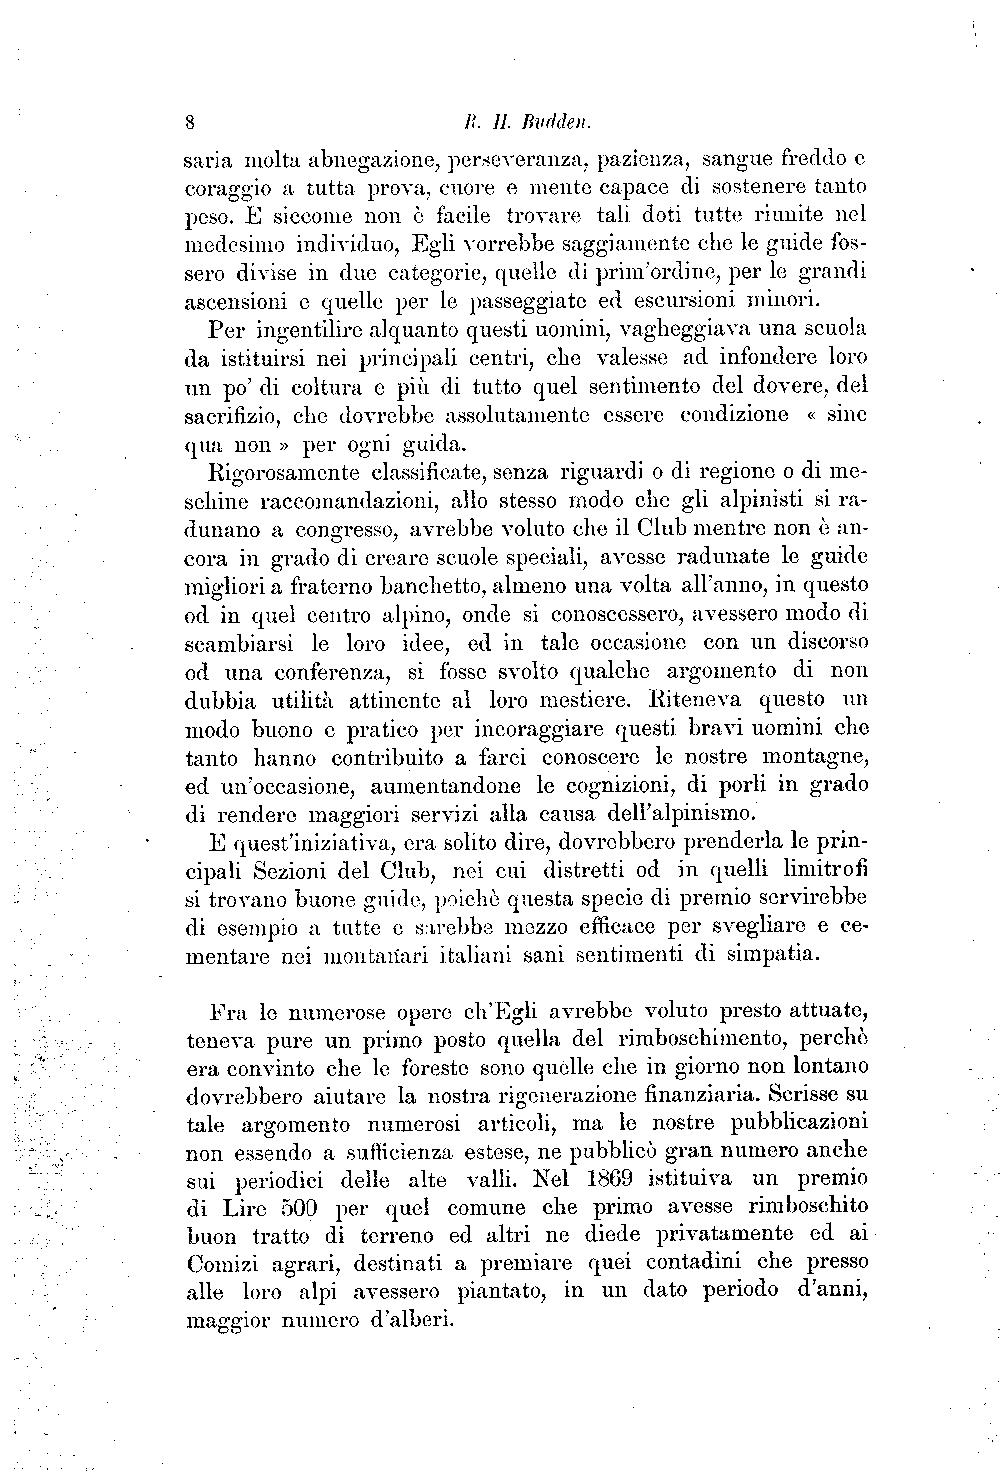 8 R. H. Budden.
saria molta abnegazione, perseveranza, pazienza, sangue freddo e
coraggio a tutta prova, cuore e mente capace di sostenere tanto
peso. E siccome non è facile trovare tali doti tutte riunite nel
medesimo individuo, Egli vorrebbe saggiamente che le guide fos-
sero divise in due categorie, quelle di prim'ordine, per le grandi
ascensioni e quelle per le passeggiate ed escursioni minori.
Per ingentilire alquanto questi uomini, vagheggiava una scuola
da istituirsi nei principali centri, che valesse ad infondere loro
un po' di coltura e più di tutto quel sentimento del dovere, del
sacrifizio, che dovrebbe assolutamente essere condizione « sine
qua non » per ogni guida.
Rigorosamente classificate, senza riguardi o di regione o di me-
schine raccomandazioni, allo stesso modo che gli alpinisti si ra-
dunano a congresso, avrebbe voluto che il Club mentre non è an-
cora in grado di creare scuole speciali, avesse radunate le guide
migliori a fraterno banchetto, almeno una volta all'anno, in questo
od in quel centro alpino, onde si conoscessero, avessero modo di
scambiarsi le loro idee, ed in tale occasione con un discorso
od una conferenza, si fosse svolto qualche argomento di non
dubbia utilità attinente al loro mestiere. Riteneva questo un
modo buono e pratico per incoraggiare questi bravi uomini che
tanto hanno contribuito a farci conoscere le nostre montagne,
ed un'occasione, aumentandone le cognizioni, di porli in grado
di rendere maggiori servizi alla causa dell'alpinismo.
E quest'iniziativa, era solito dire, dovrebbero prenderla le prin-
cipali Sezioni del Club, nei cui distretti od in quelli limitrofi
si trovano buone guide, poichè questa specie di premio servirebbe
di esempio a tutte e sarebbe mezzo efficace per svegliare e ce-
mentare nei montanari italiani sani sentimenti di simpatia.
Fra le numerose opere ch'Egli avrebbe voluto presto attuate,
teneva pure un primo posto quella del rimboschimento, perchè
era convinto che le foreste sono quelle che in giorno non lontano
dovrebbero aiutare la nostra rigenerazione finanziaria. Scrisse su
tale argomento numerosi articoli, ma le nostre pubblicazioni
non essendo a sufficienza estese, ne pubblicò gran numero anche
sui periodici delle alte valli. Nel 1869 istituiva un premio
di Lire 500 per quel comune che primo avesse rimboschito
buon tratto di terreno ed altri ne diede privatamente ed ai
Comizi agrari, destinati a premiare quei contadini che presso
alle loro alpi avessero piantato, in un dato periodo d'anni,
maggior numero d'alberi.